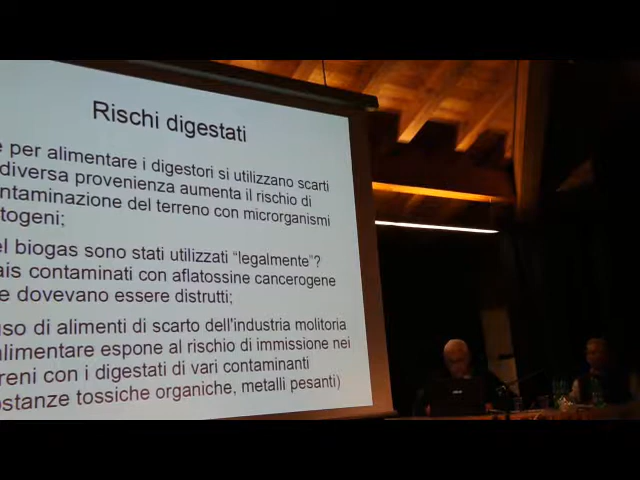 Rischi digestati
e per alimentare i digestori si utilizzano scarti
diversa provenienza aumenta il rischio di
ntaminazione del terreno con microrganismi
togeni;
el biogas sono stati utilizzati "legalmente"?
ais contaminati con aflatossine cancerogene
e dovevano essere distrutti;
uso di alimenti di scarto dell'industria molitoria
alimentare espone al rischio di immissione nei
reni con i digestati di vari contaminanti
ostanze tossiche organiche, metalli pesanti)